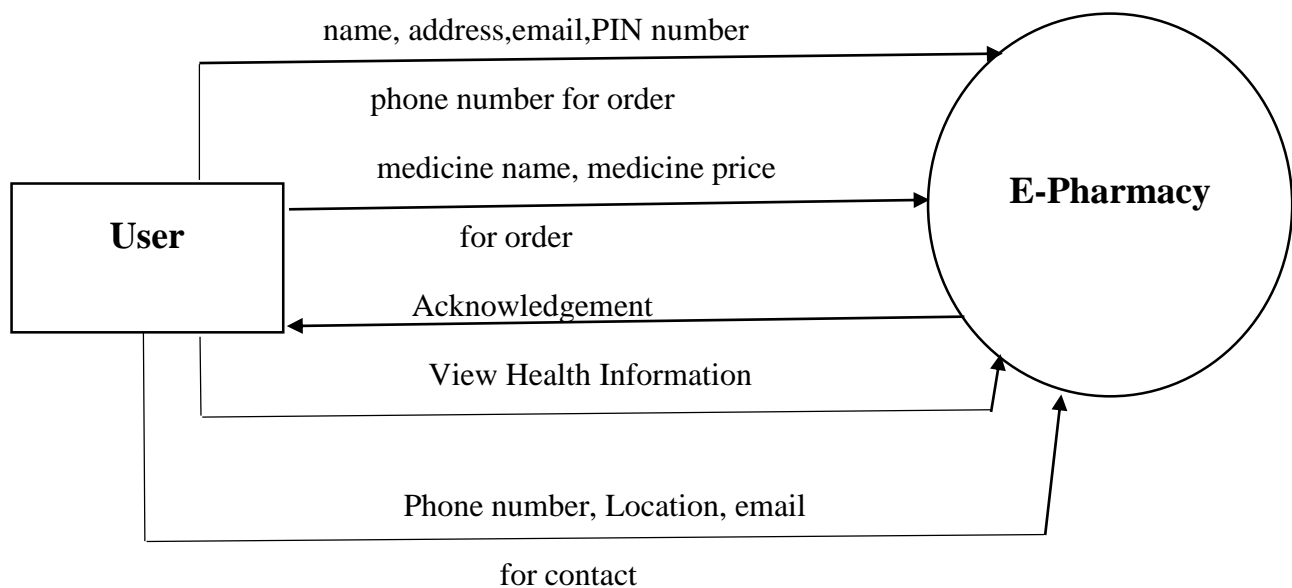 name, address,email,PIN number
phone number for order
medicine name, medicine price
E-Pharmacy
User
for order
Acknowledgement
View Health Information
Phone number, Location, email
for contact